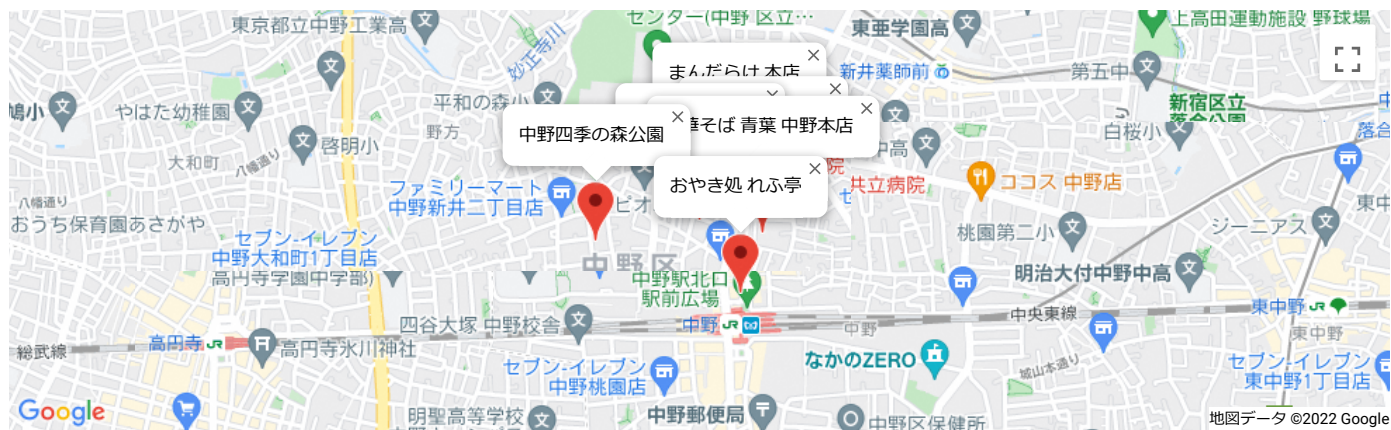 東京都立中野工業高
センター(中野 区立…
東亜学園高
上高田運動施設 野球場
妙正寺川
まんだらけ 本店
新井薬師前
第五中
鳩小
やはた幼稚園
平和の森小
新宿区立
落合公園
中野四季の森公園
華そば 青葉 中野本店
白桜小
野方
啓明小
中高
大和町
八幡通り
おやき処 れふ亭
院
共立病院
ココス 中野店
ファミリーマート
中野新井二丁目店
八幡通り
おうち保育園あさがや
桃園第二小
ジーニアス
セブン-イレブン
中野大和町1丁目店
高円寺学園中学部)
中野区
中野駅北口
駅前広場
明治大付中野中高
四谷大塚 中野校舎
中野
JR
中野
中央東線
東中野
JR
東中野
総武線
高円寺
JR
高円寺氷川神社
なかのZERO
城山本通り
セブン-イレブン
中野桃園店
セブン-イレブン
東中野1丁目店
Google
明聖高等学校
中野郵便局
中野区保健所
地図データ ©2022 Google